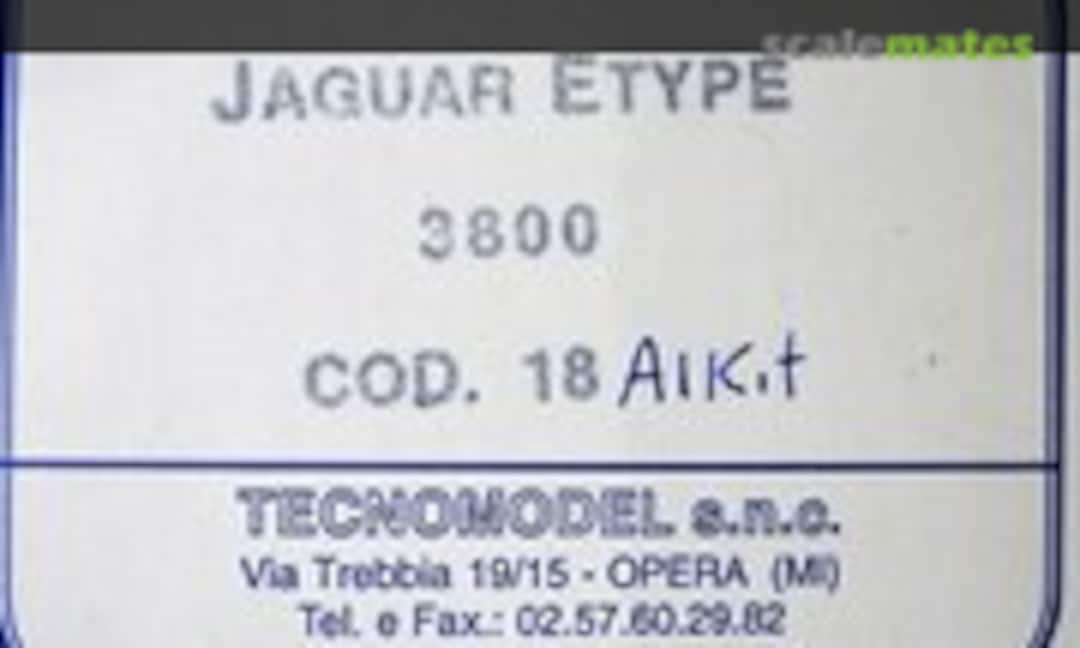 scalemates
JAGUAR ETYPE
3800
COD. 18 A1Kit
TECNOMODEL s.n.c.
Via Trebbia 19/15 - OPERA (MI)
Tel. e Fax.: 02.57.60.29.82